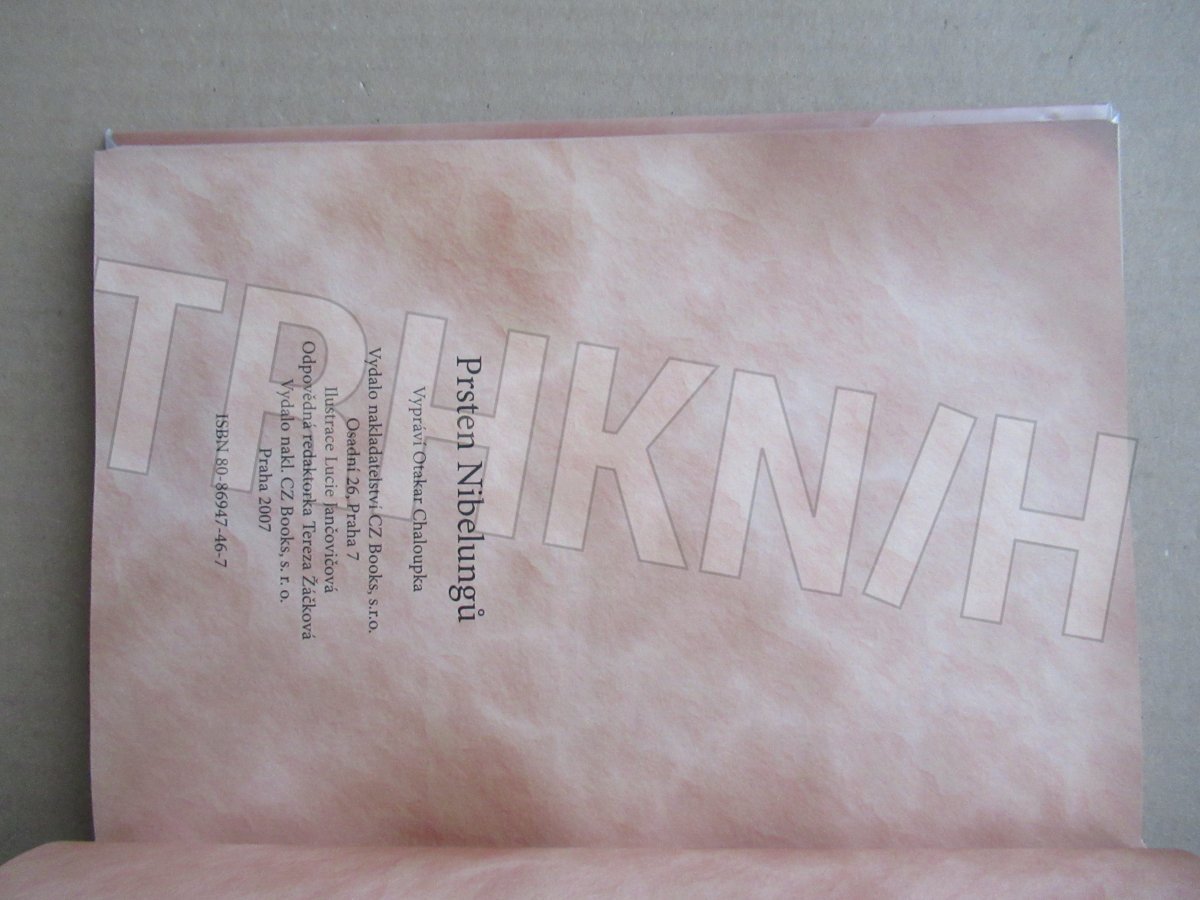 Prsten Nibelungů
Vypráví Otakar Chaloupka
Vydalo nakladatelství CZ Books, s.r.o.
Osadní 26, Praha 7
Ilustrace Lucie Jančovičová
Odpovědná redaktorka Tereza Žáčková
Vydalo nakl. CZ Books, s. r. o.
Praha 2007
ISBN 80-86947-46-7
TRHKN/H